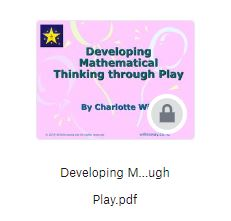 Developing
Mathematical
Thinking through Play
By Charlotte
Developing M...ugh
Play.pdf